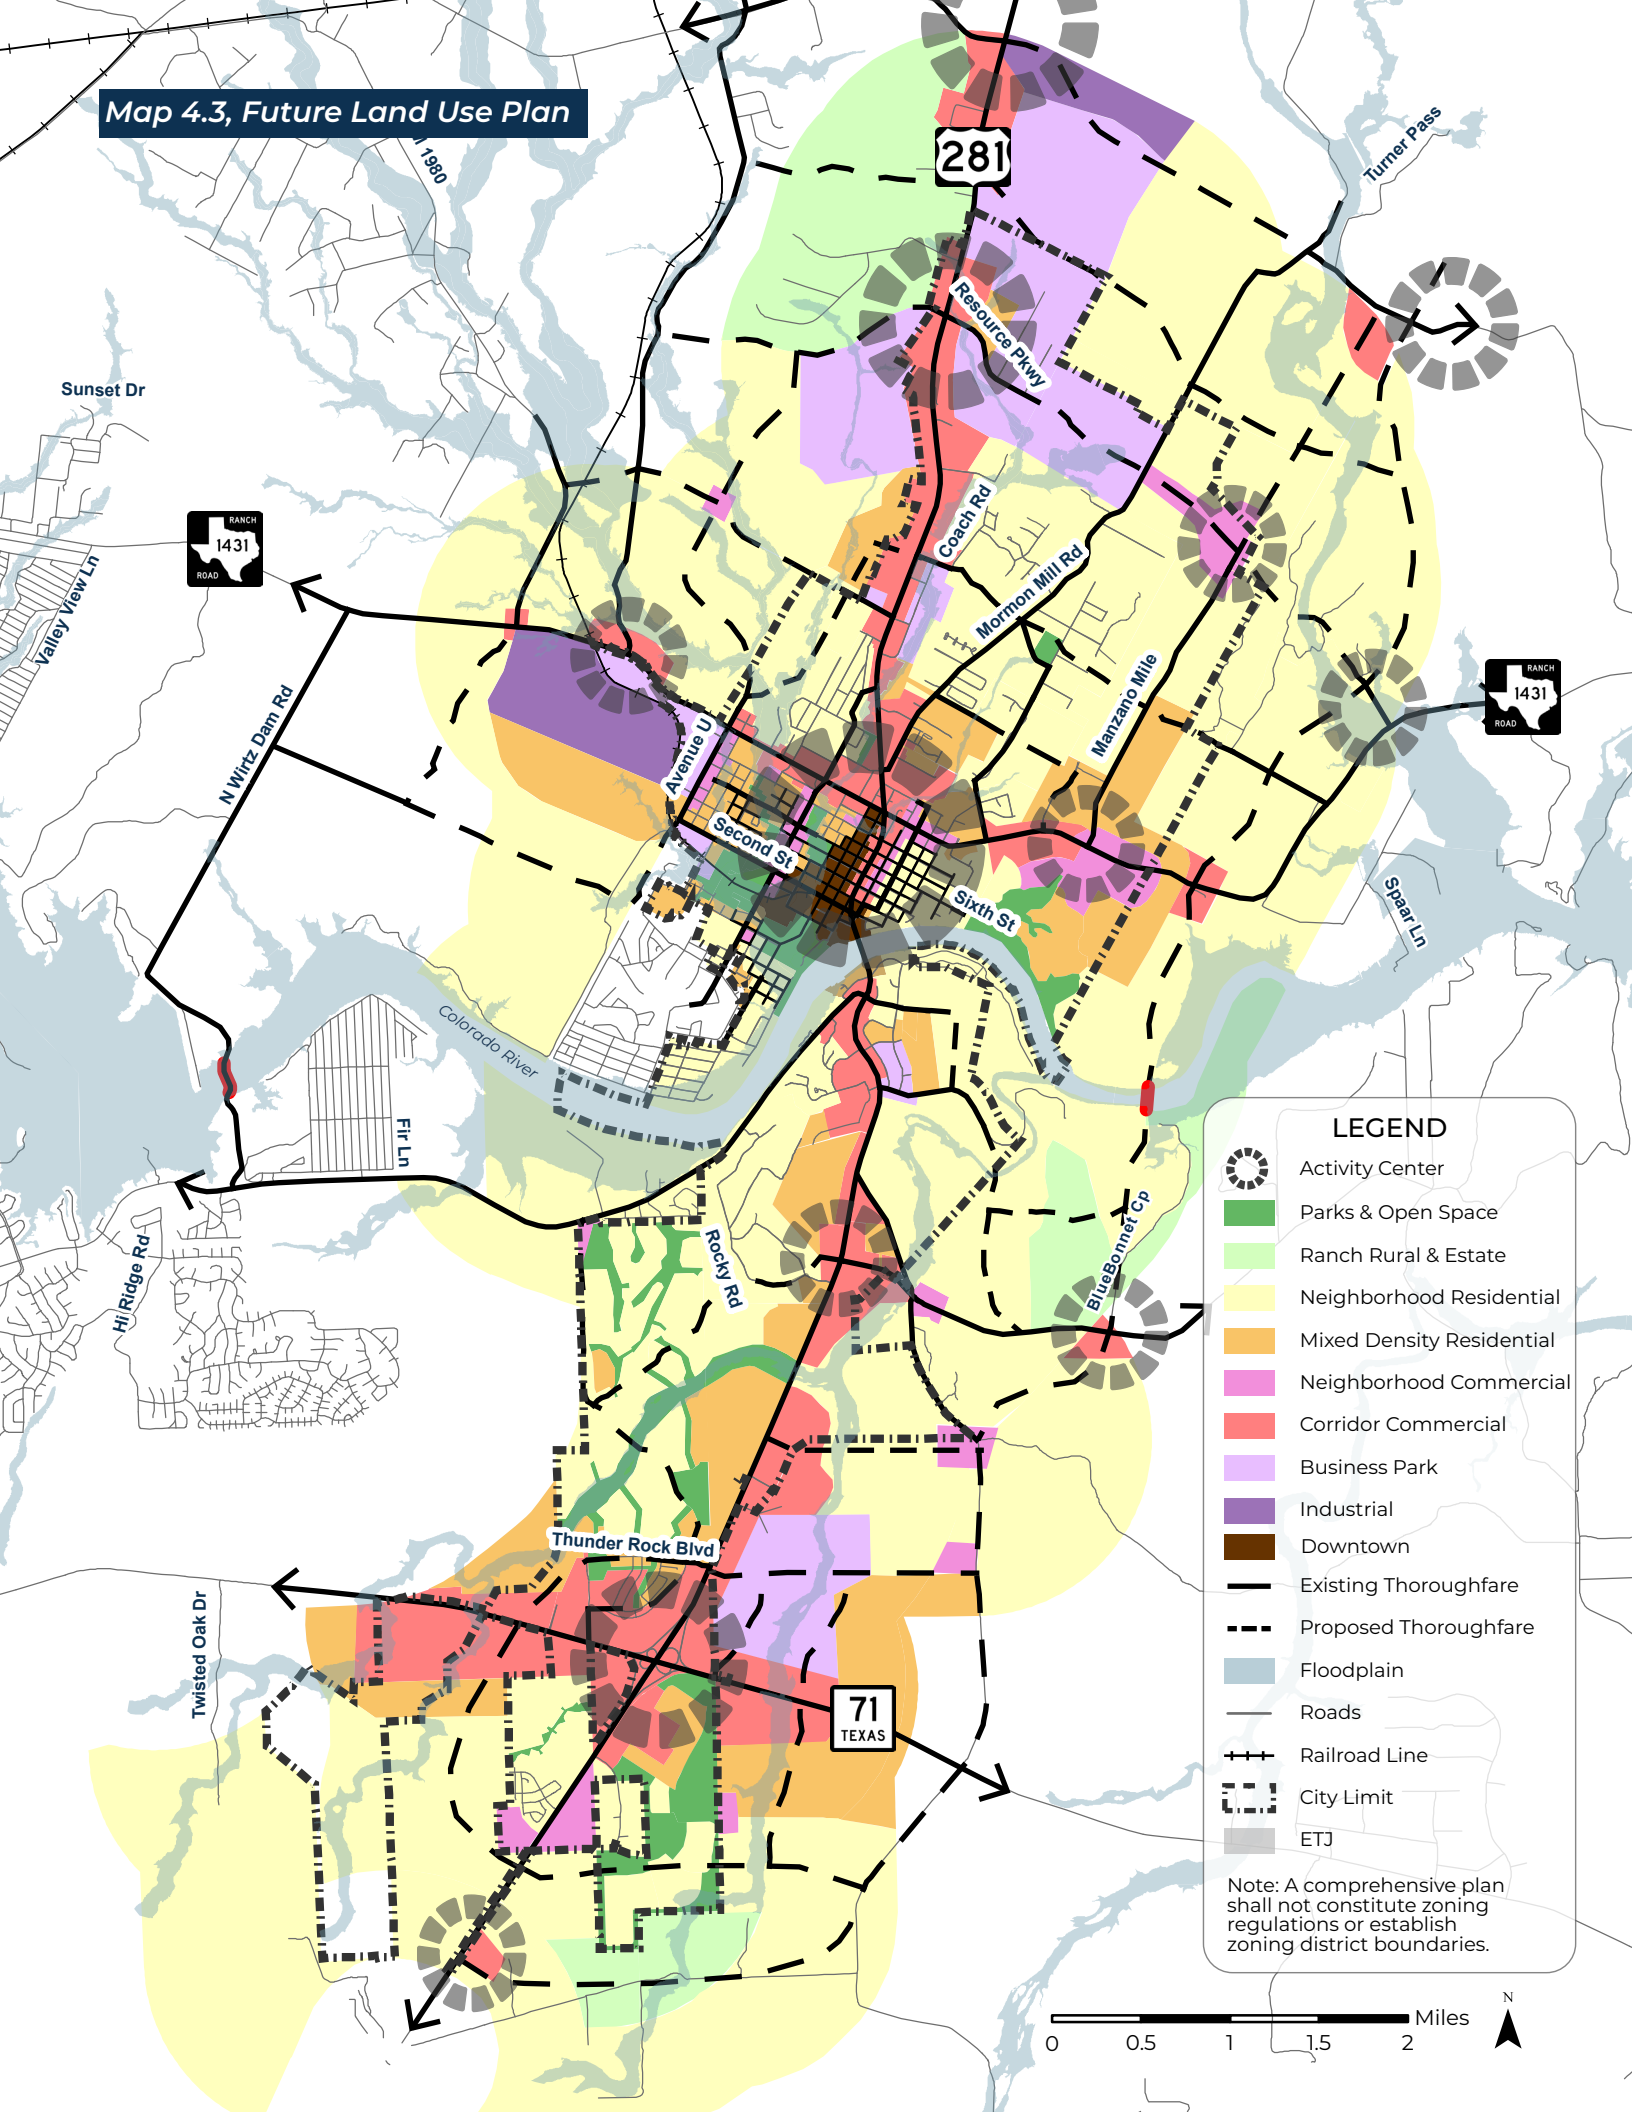 Map 4.3, Future Land Use Plan
1980
Turner Pass
281
Resource Pkwy
Sunset Dr
RANCH
1431
ROAD
Valley View Ln
Coach Rd
Mormon Mill Rd
N Wirtz Dam Rd
Manzano Mile
RANCH
1431
ROAD
Avenue U
Second St
Sixth St
Spaar Ln
Colorado River
Fir Ln
Hi Ridge Rd
Rocky Rd
BlueBonnet Cp
Thunder Rock Blvd
Twisted Oak Dr
71
TEXAS
LEGEND
Activity Center
Parks & Open Space
Ranch Rural & Estate
Neighborhood Residential
Mixed Density Residential
Neighborhood Commercial
Corridor Commercial
Business Park
Industrial
Downtown
Existing Thoroughfare
Proposed Thoroughfare
Floodplain
Roads
Railroad Line
City Limit
ETJ
Note: A comprehensive plan
shall not constitute zoning
regulations or establish
zoning district boundaries.
N
Miles
0 0.5 1 1.5 2